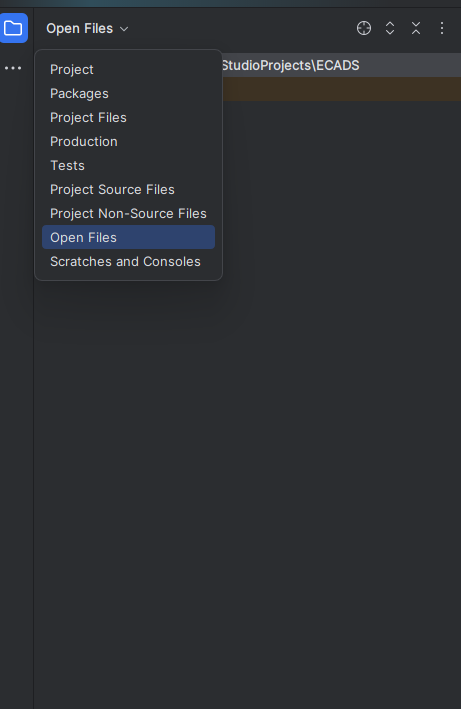 Open Files
StudioProjects\ECADS
Project
Packages
Project Files
Production
Tests
Project Source Files
Project Non-Source Files
Open Files
Scratches and Consoles